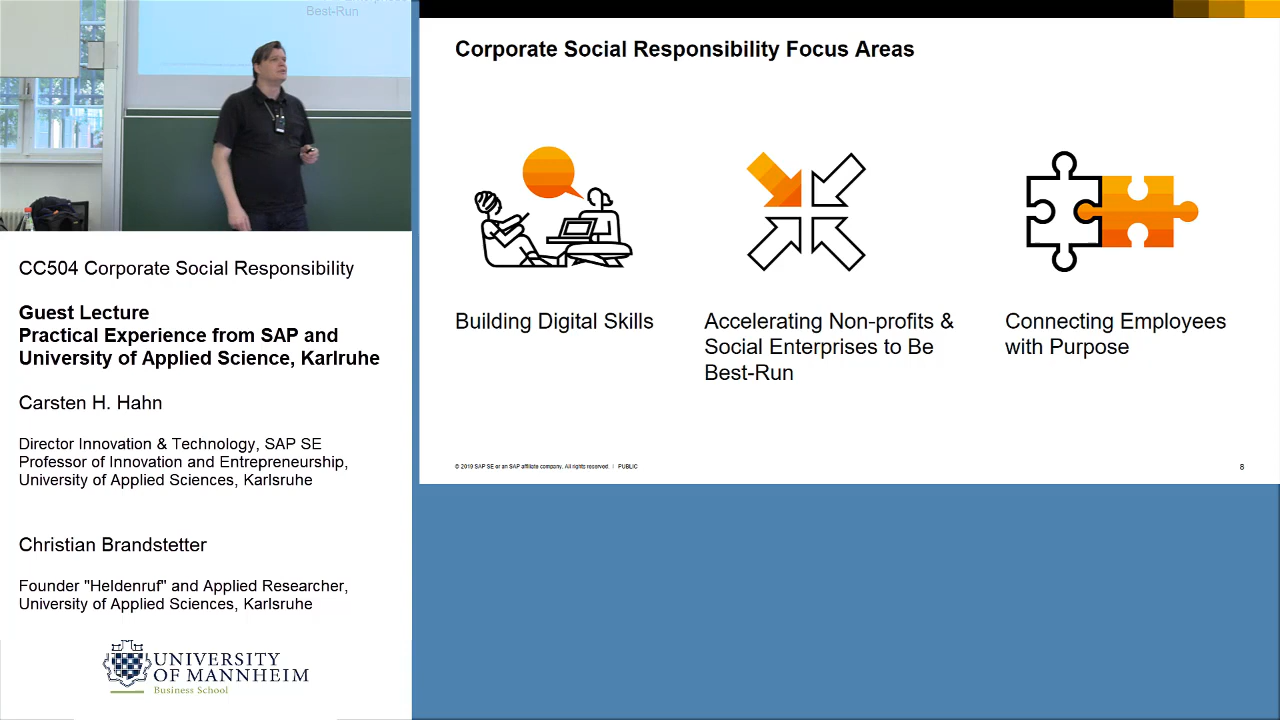 Best-Run
CC504 Corporate Social Responsibility
Guest Lecture
Practical Experience from SAP and
University of Applied Science, Karlruhe
Carsten H. Hahn
Director Innovation & Technology, SAP SE
Professor of Innovation and Entrepreneurship,
University of Applied Sciences, Karlsruhe
Christian Brandstetter
Founder "Heldenruf" and Applied Researcher,
University of Applied Sciences, Karlsruhe
UNIVERSITY
OF MANNHEIM
Business School
Corporate Social Responsibility Focus Areas
Building Digital Skills
Accelerating Non-profits &
Social Enterprises to Be
Best-Run
Connecting Employees
with Purpose
© 2019 SAP SE or an SAP affiliate company. All rights reserved. | PUBLIC
8